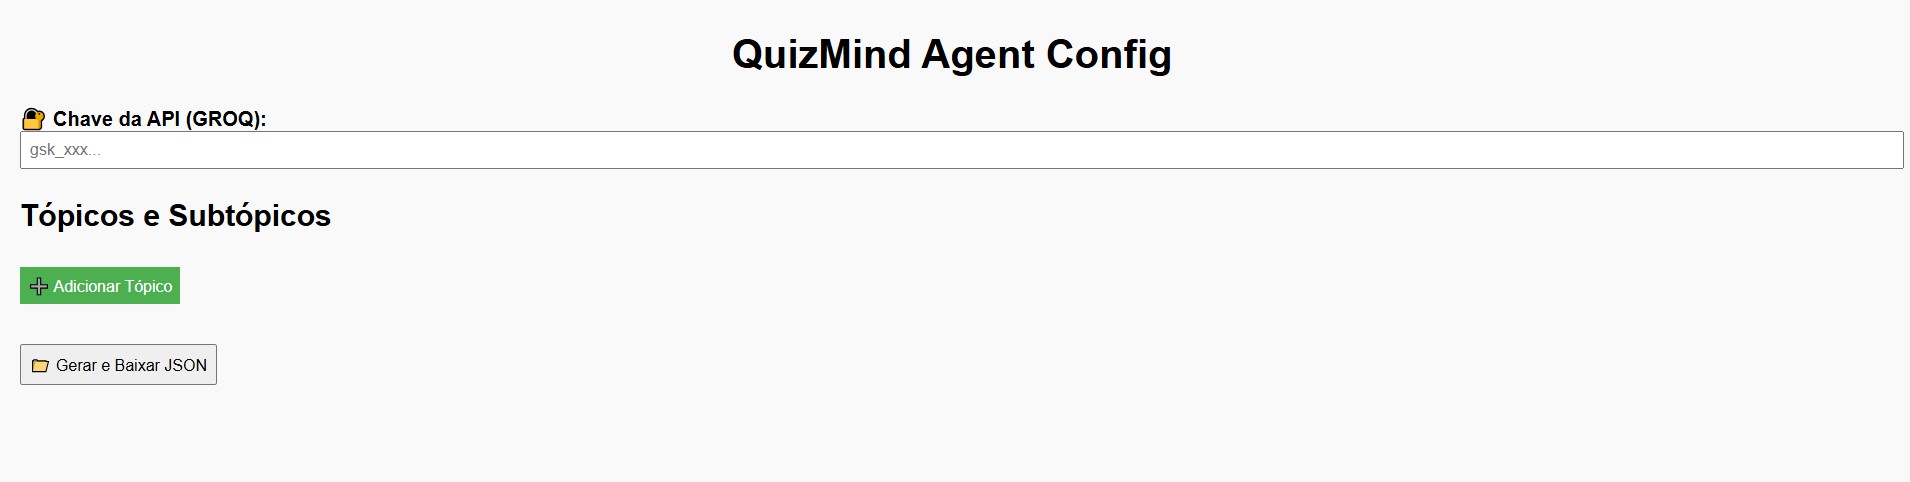 QuizMind Agent Config
🔐 Chave da API (GROQ):
gsk_xxx...
Tópicos e Subtópicos
➕ Adicionar Tópico
📁 Gerar e Baixar JSON